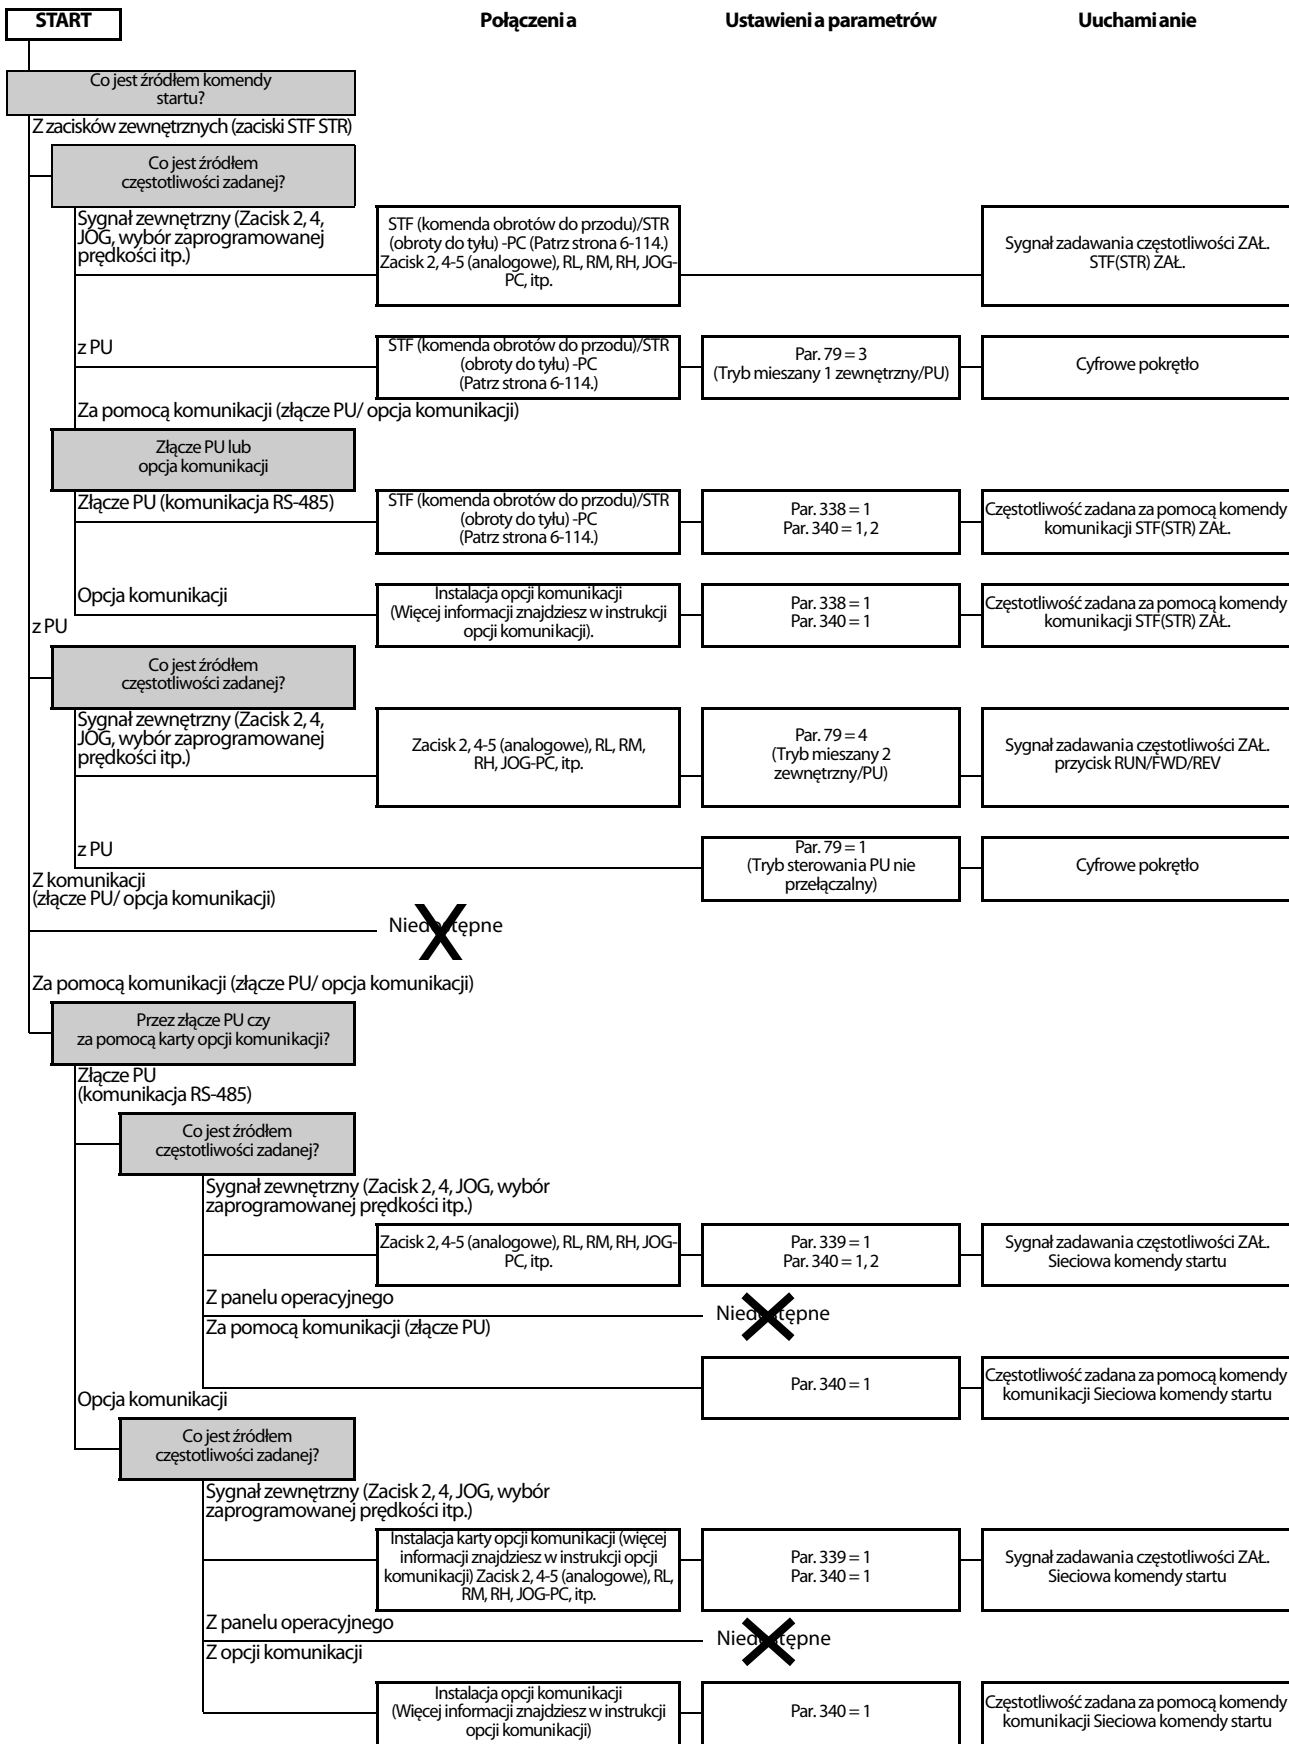 START
Połączenia
Ustawienia parametrów
Uuchamianie
Co jest źródłem komendy
startu?
Z zacisków zewnętrznych (zaciski STF STR)
Co jest źródłem
częstotliwości zadanej?
Sygnał zewnętrzny (Zacisk 2, 4,
JOG, wybór zaprogramowanej
prędkości itp.)
STF (komenda obrotów do przodu)/STR
(obroty do tyłu) -PC (Patrz strona 6-114.)
Zacisk 2, 4-5 (analogowe), RL, RM, RH, JOG-
PC, itp.
Sygnał zadawania częstotliwości ZAŁ.
STF(STR) ZAŁ.
z PU
STF (komenda obrotów do przodu)/STR
(obroty do tyłu) -PC
(Patrz strona 6-114.)
Par. 79 = 3
(Tryb mieszany 1 zewnętrzny/PU)
Cyfrowe pokrętło
Za pomocą komunikacji (złącze PU/ opcja komunikacji)
Złącze PU lub
opcja komunikacji
Złącze PU (komunikacja RS-485)
STF (komenda obrotów do przodu)/STR
(obroty do tyłu) -PC
(Patrz strona 6-114.)
Par. 338 = 1
Par. 340 = 1, 2
Częstotliwość zadana za pomocą komendy
komunikacji STF(STR) ZAŁ.
Opcja komunikacji
Instalacja opcji komunikacji
(Więcej informacji znajdziesz w instrukcji
opcji komunikacji).
Par. 338 = 1
Par. 340 = 1
Częstotliwość zadana za pomocą komendy
komunikacji STF(STR) ZAŁ.
z PU
Co jest źródłem
częstotliwości zadanej?
Sygnał zewnętrzny (Zacisk 2, 4,
JOG, wybór zaprogramowanej
prędkości itp.)
Zacisk 2, 4-5 (analogowe), RL, RM,
RH, JOG-PC, itp.
Par. 79 = 4
(Tryb mieszany 2
zewnętrzny/PU)
Sygnał zadawania częstotliwości ZAŁ.
przycisk RUN/FWD/REV
z PU
Par. 79 = 1
(Tryb sterowania PU nie
przełączalny)
Cyfrowe pokrętło
Z komunikacji
(złącze PU/ opcja komunikacji)
Niedostępne
Za pomocą komunikacji (złącze PU/ opcja komunikacji)
Przez złącze PU czy
za pomocą karty opcji komunikacji?
Złącze PU
(komunikacja RS-485)
Co jest źródłem
częstotliwości zadanej?
Sygnał zewnętrzny (Zacisk 2, 4, JOG, wybór
zaprogramowanej prędkości itp.)
Zacisk 2, 4-5 (analogowe), RL, RM, RH, JOG-
PC, itp.
Par. 339 = 1
Par. 340 = 1, 2
Sygnał zadawania częstotliwości ZAŁ.
Sieciowa komendy startu
Z panelu operacyjnego
Niedostępne
Za pomocą komunikacji (złącze PU)
Par. 340 = 1
Częstotliwość zadana za pomocą komendy
komunikacji Sieciowa komendy startu
Opcja komunikacji
Co jest źródłem
częstotliwości zadanej?
Sygnał zewnętrzny (Zacisk 2, 4, JOG, wybór
zaprogramowanej prędkości itp.)
Instalacja karty opcji komunikacji (więcej
informacji znajdziesz w instrukcji opcji
komunikacji) Zacisk 2, 4-5 (analogowe), RL,
RM, RH, JOG-PC, itp.
Par. 339 = 1
Par. 340 = 1
Sygnał zadawania częstotliwości ZAŁ.
Sieciowa komendy startu
Z panelu operacyjnego
Niedostępne
Z opcji komunikacji
Instalacja opcji komunikacji
(Więcej informacji znajdziesz w instrukcji
opcji komunikacji)
Par. 340 = 1
Częstotliwość zadana za pomocą komendy
komunikacji Sieciowa komendy startu